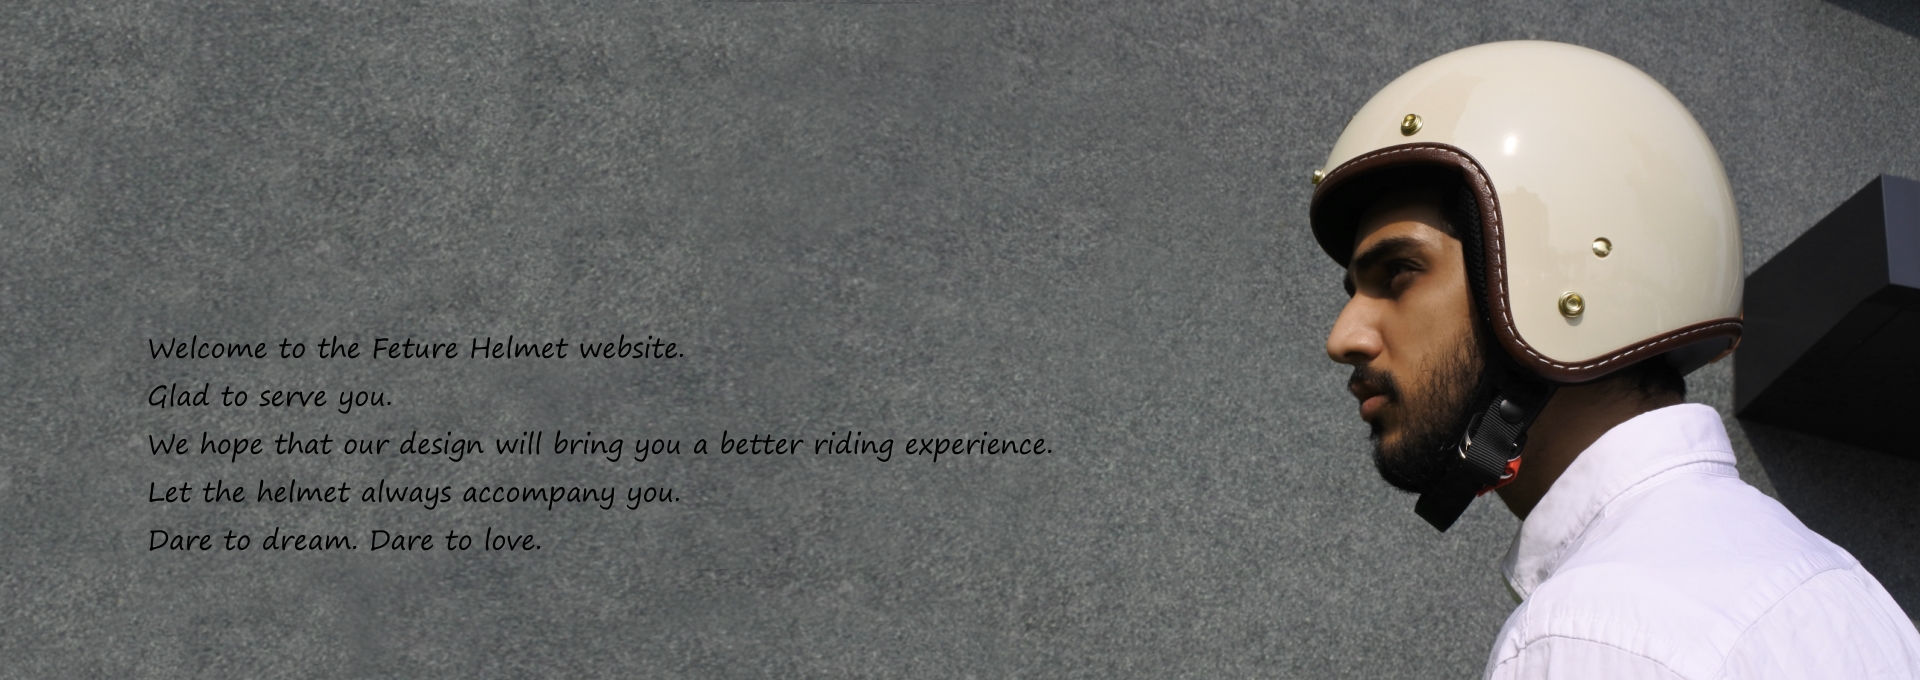 Welcome to the Feture Helmet website.
Glad to serve you.
We hope that our design will bring you a better riding experience.
Let the helmet always accompany you.
Dare to dream. Dare to love.